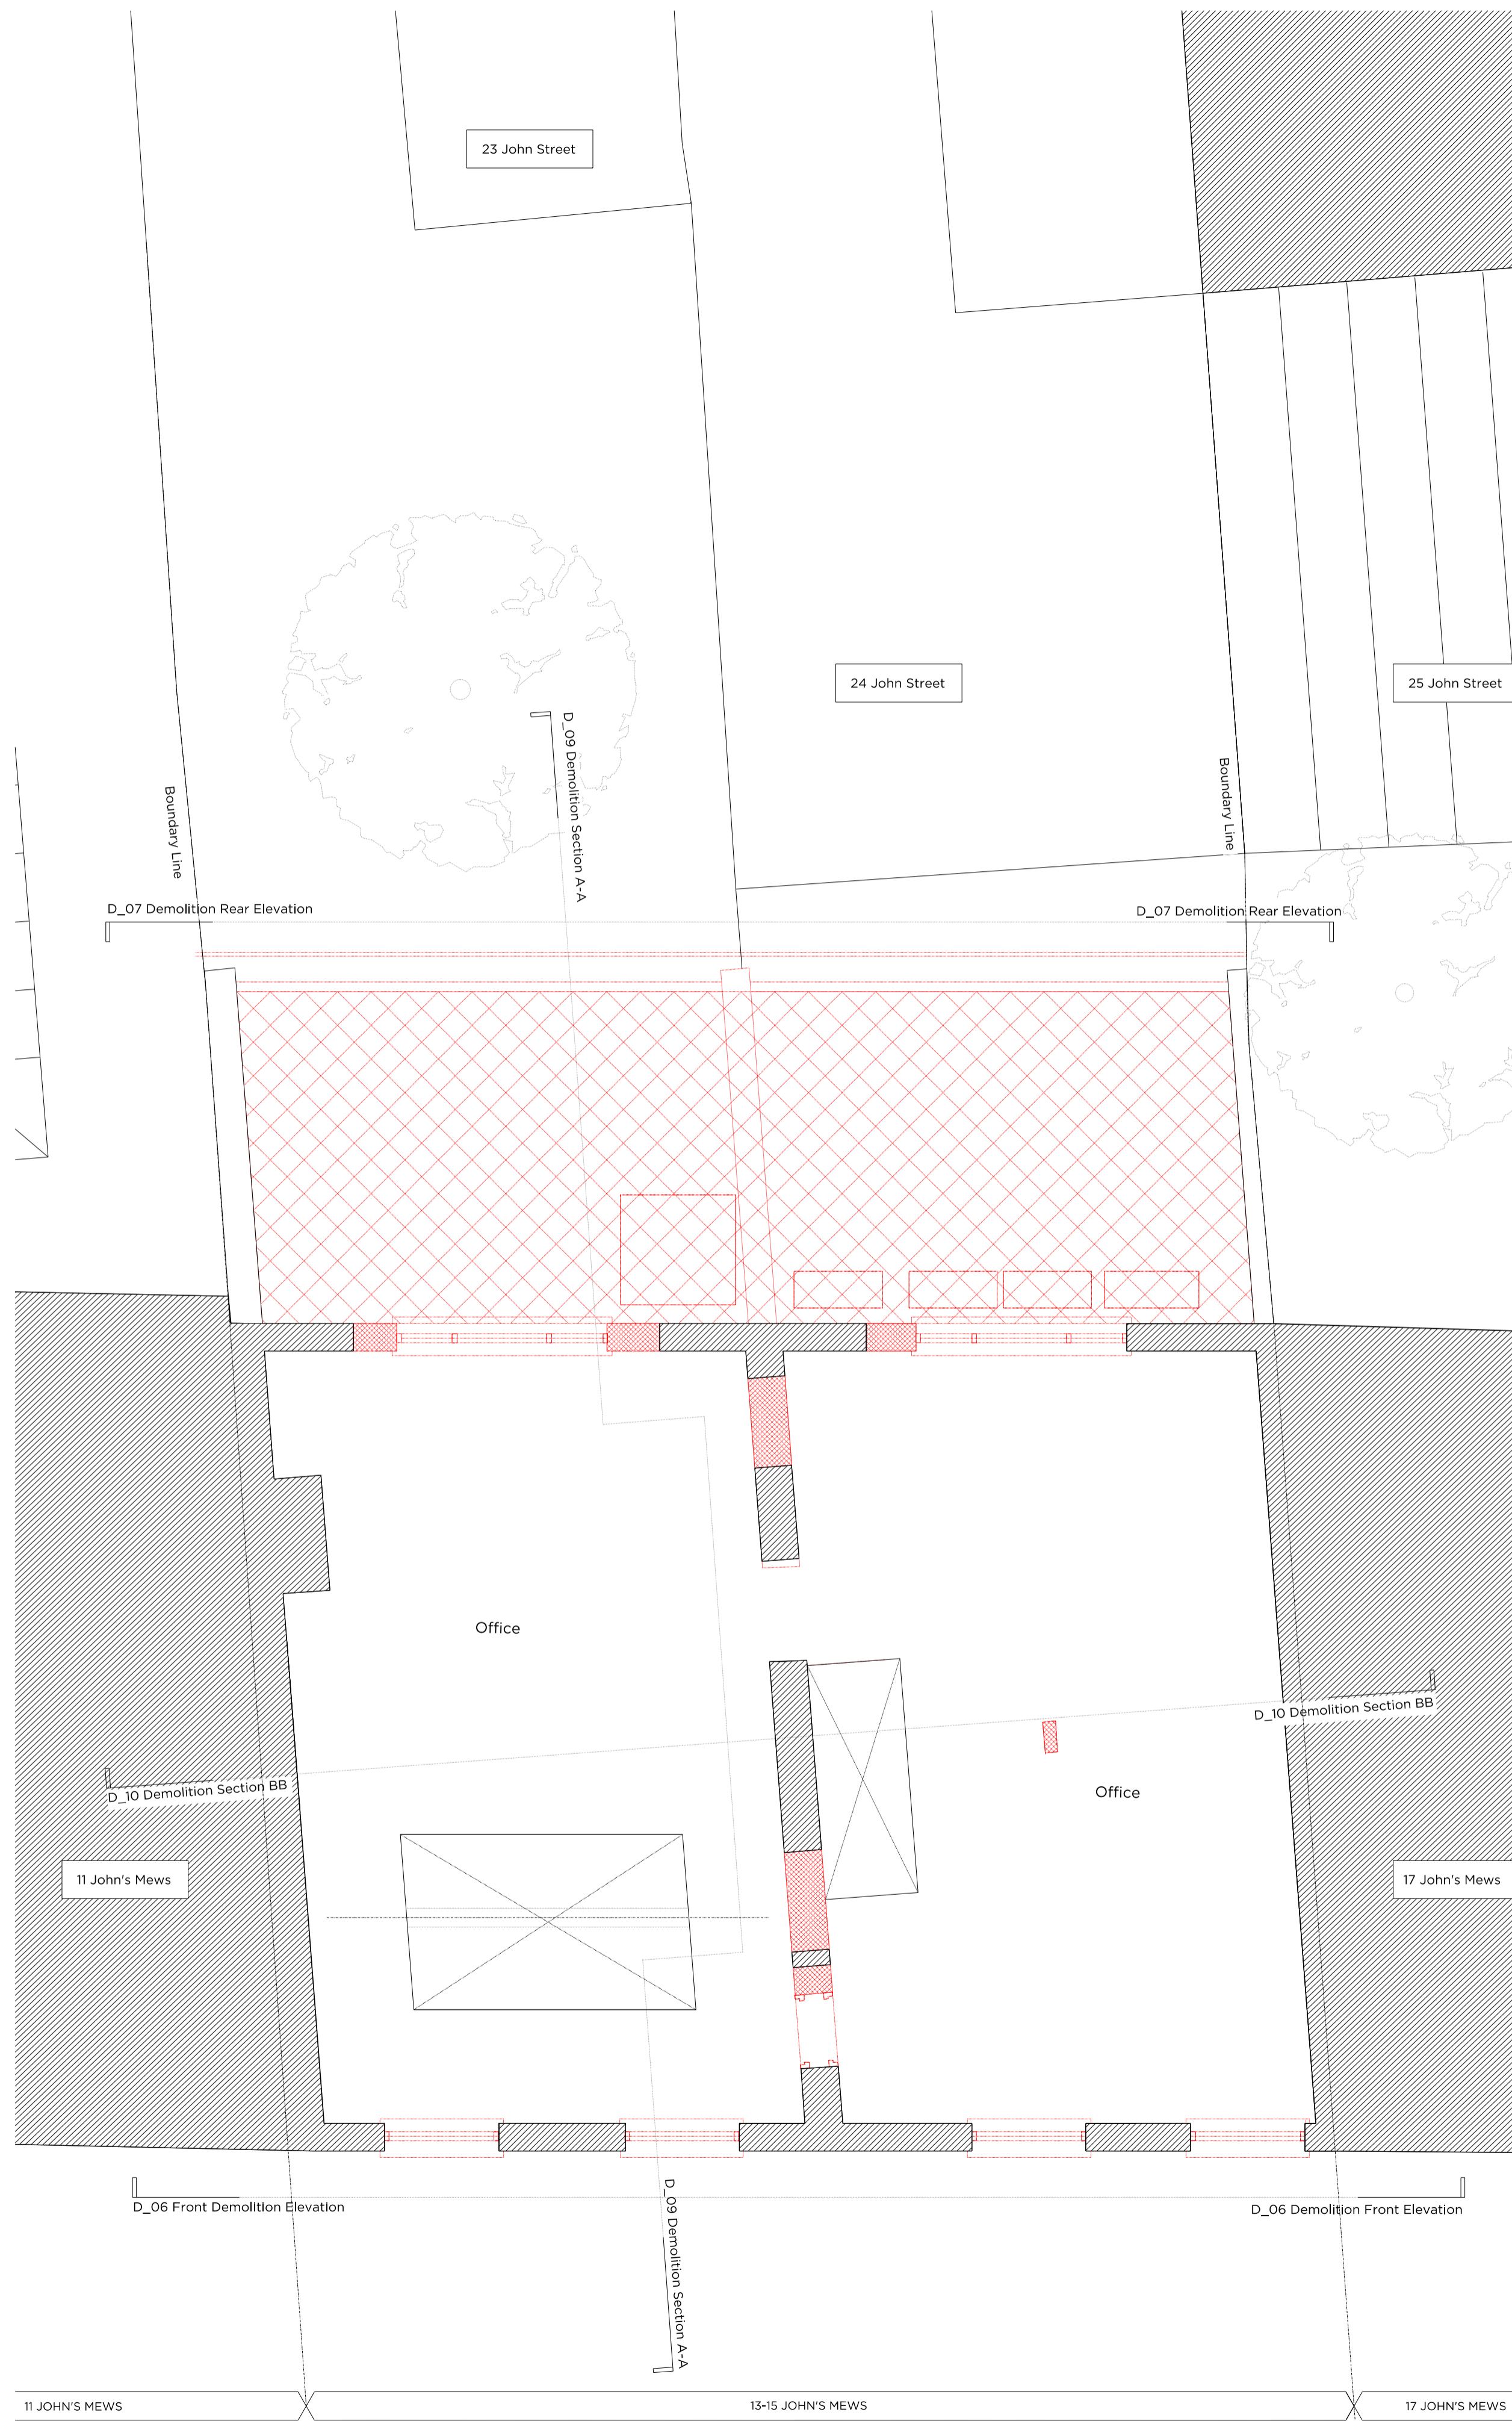 23 John Street
24 John Street
25 John Street
D_09 Demolition Section A-A
Boundary Line
Boundary Line
D_07 Demolition Rear Elevation
D_07 Demolition Rear Elevation
Office
D_10 Demolition Section BB
D_10 Demolition Section BB
Office
11 John's Mews
17 John's Mews
D_06 Front Demolition Elevation
D_06 Demolition Front Elevation
D_09 Demolition Section A-A
11 JOHN'S MEWS
13-15 JOHN'S MEWS
17 JOHN'S MEWS